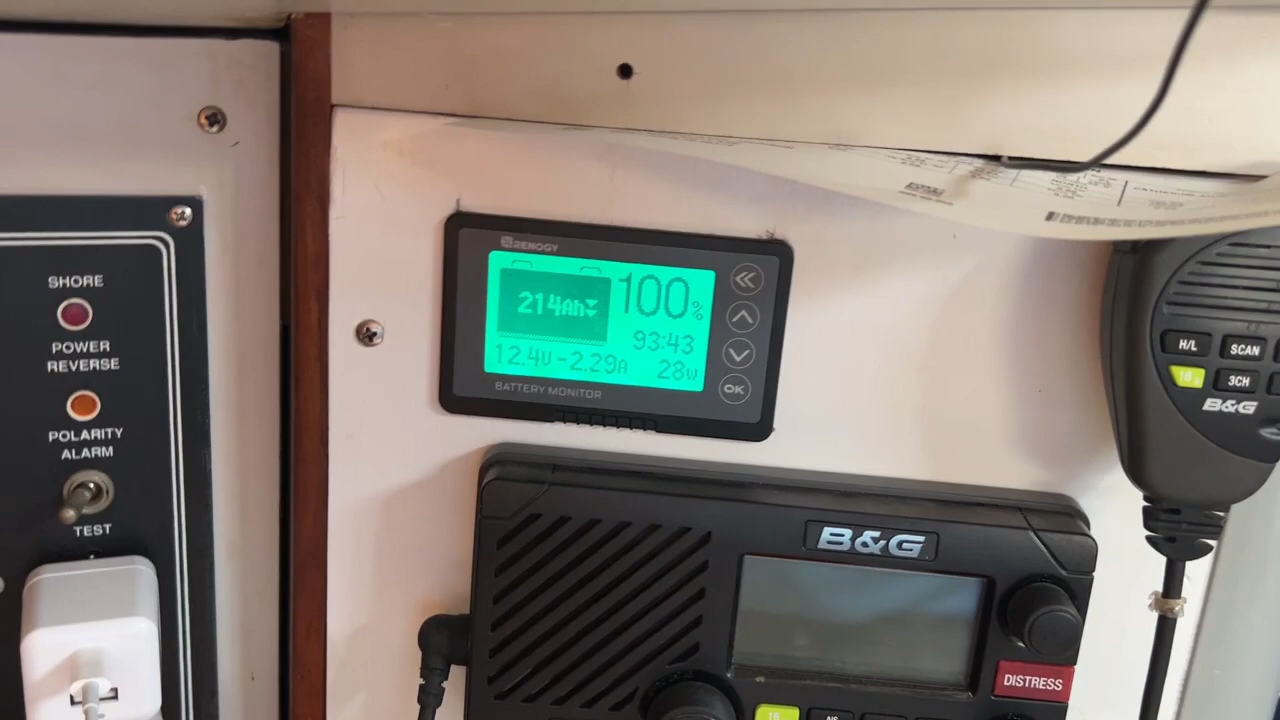 SHORE
POWER
REVERSE
POLARITY
ALARM
TEST
RENOGY
214Ah
100%
93:43
12.4V -2.29A 28W
BATTERY MONITOR
OK
B&G
DISTRESS
16
H/L
SCAN
16
3CH
B&G